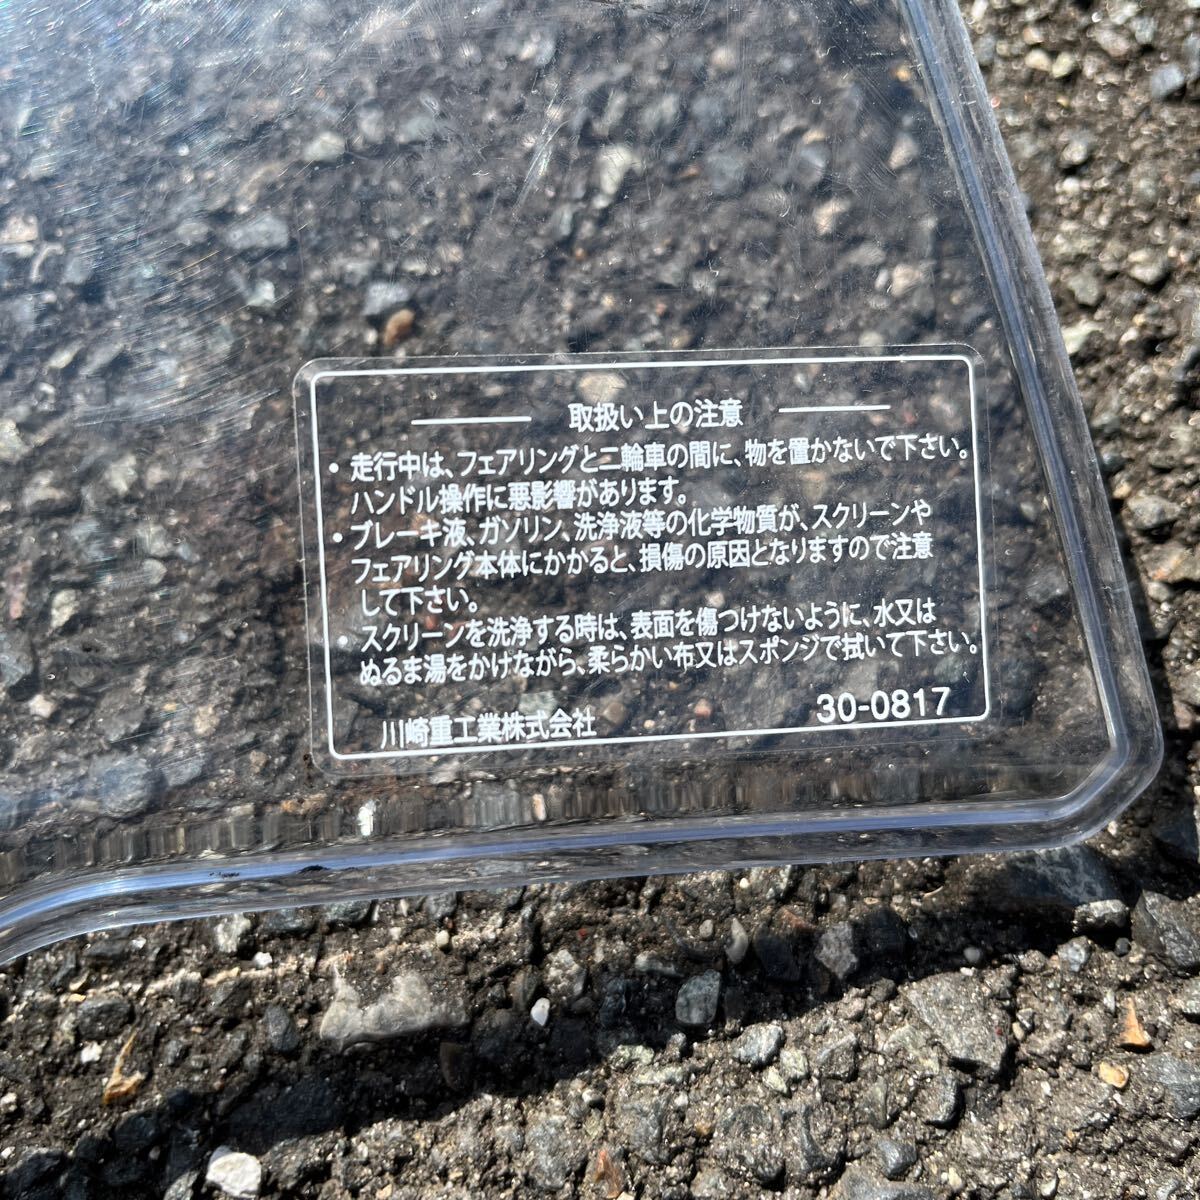 取扱い上の注意
・走行中は、フェアリングと二輪車の間に、物を置かないで下さい。
ハンドル操作に悪影響があります。
・ブレーキ液、ガソリン、洗浄液等の化学物質が、スクリーンや
フェアリング本体にかかると、損傷の原因となりますので注意
して下さい。
・スクリーンを洗浄する時は、表面を傷つけないように、水又は
ぬるま湯をかけながら、柔らかい布又はスポンジで拭いて下さい。
川崎重工業株式会社 30-0817